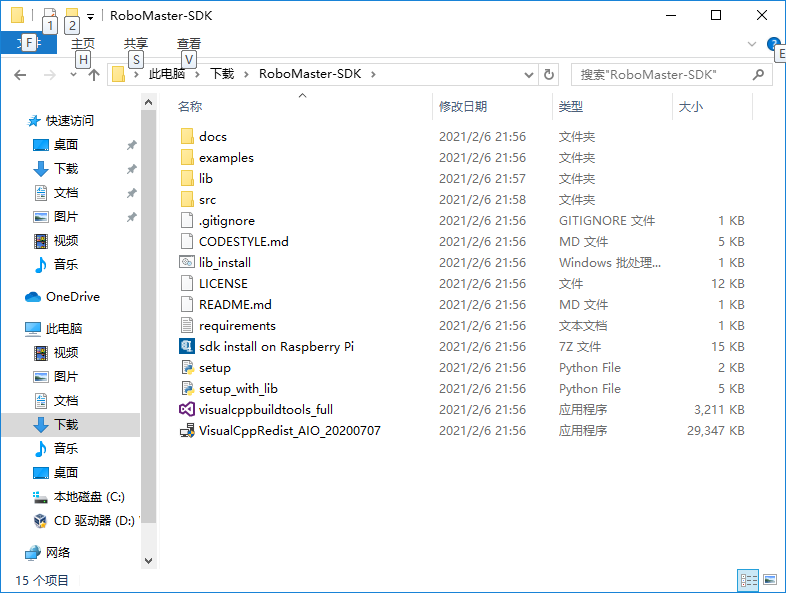 RoboMaster-SDK
1 2
文件 F 主页 共享 查看
H S V E
此电脑 下载 RoboMaster-SDK 搜索"RoboMaster-SDK"
名称 修改日期 类型 大小
快速访问
桌面
下载
文档
图片
视频
音乐
OneDrive
此电脑
视频
图片
文档
下载
音乐
桌面
本地磁盘 (C:)
CD 驱动器 (D:)
网络
docs 2021/2/6 21:56 文件夹
examples 2021/2/6 21:56 文件夹
lib 2021/2/6 21:57 文件夹
src 2021/2/6 21:58 文件夹
.gitignore 2021/2/6 21:56 GITIGNORE 文件 1 KB
CODESTYLE.md 2021/2/6 21:56 MD 文件 5 KB
lib_install 2021/2/6 21:56 Windows 批处理... 1 KB
LICENSE 2021/2/6 21:56 文件 12 KB
README.md 2021/2/6 21:56 MD 文件 1 KB
requirements 2021/2/6 21:56 文本文档 1 KB
sdk install on Raspberry Pi 2021/2/6 21:56 7Z 文件 15 KB
setup 2021/2/6 21:56 Python File 2 KB
setup_with_lib 2021/2/6 21:56 Python File 5 KB
visualcppbuildtools_full 2021/2/6 21:56 应用程序 3,211 KB
VisualCppRedist_AIO_20200707 2021/2/6 21:56 应用程序 29,347 KB
15 个项目